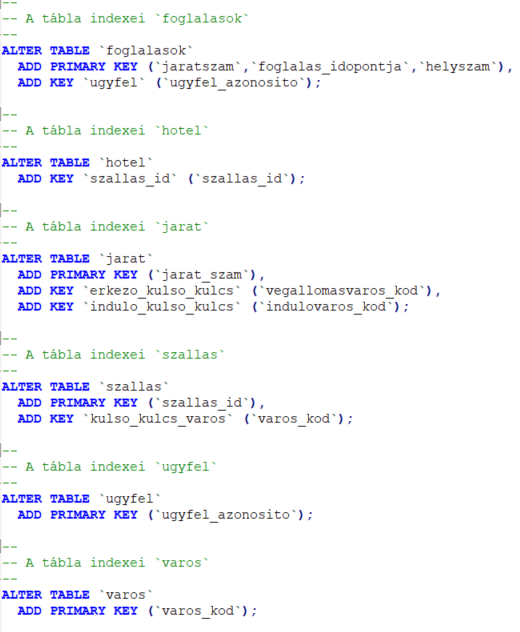 --
-- A tábla indexei `foglalasok`
--
ALTER TABLE `foglalasok`
  ADD PRIMARY KEY (`jaratszam`,`foglalas_idopontja`,`helyszam`),
  ADD KEY `ugyfel` (`ugyfel_azonosito`);

--
-- A tábla indexei `hotel`
--
ALTER TABLE `hotel`
  ADD KEY `szallas_id` (`szallas_id`);

--
-- A tábla indexei `jarat`
--
ALTER TABLE `jarat`
  ADD PRIMARY KEY (`jarat_szam`),
  ADD KEY `erkezo_kulso_kulcs` (`vegallomasvaros_kod`),
  ADD KEY `indulo_kulso_kulcs` (`indulovaros_kod`);

--
-- A tábla indexei `szallas`
--
ALTER TABLE `szallas`
  ADD PRIMARY KEY (`szallas_id`),
  ADD KEY `kulso_kulcs_varos` (`varos_kod`);

--
-- A tábla indexei `ugyfel`
--
ALTER TABLE `ugyfel`
  ADD PRIMARY KEY (`ugyfel_azonosito`);

--
-- A tábla indexei `varos`
--
ALTER TABLE `varos`
  ADD PRIMARY KEY (`varos_kod`);